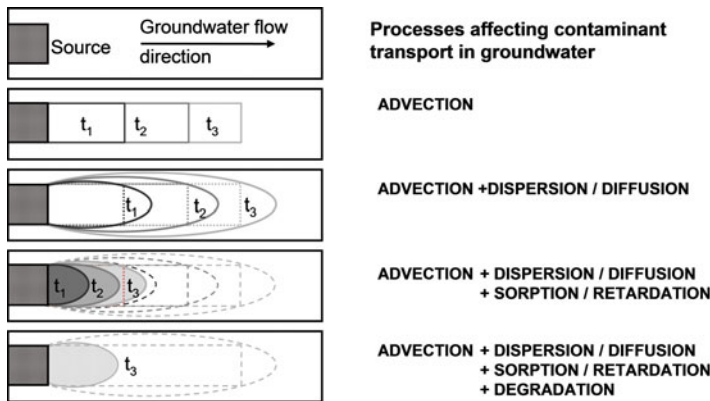 Groundwater flow
Source
direction
Processes affecting contaminant
transport in groundwater
t1 t2 t3
ADVECTION
t1 t2 t3
ADVECTION +DISPERSION / DIFFUSION
t1 t2 t3
ADVECTION + DISPERSION / DIFFUSION
+ SORPTION / RETARDATION
t3
ADVECTION + DISPERSION / DIFFUSION
+ SORPTION / RETARDATION
+ DEGRADATION